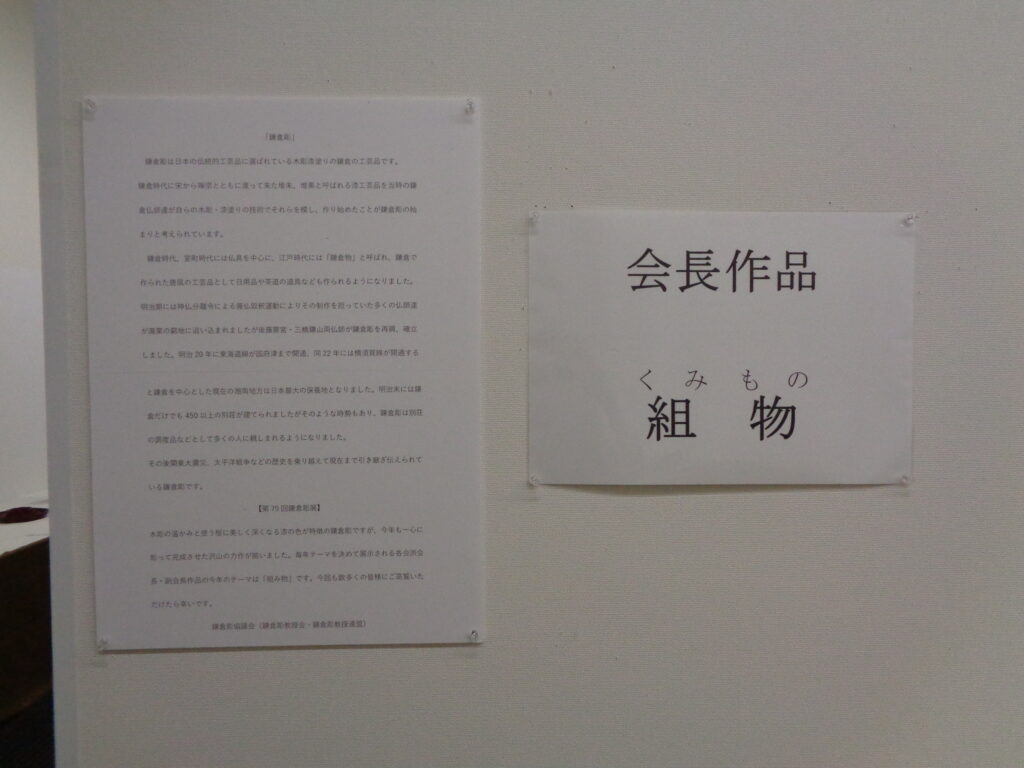 「鎌倉彫」
鎌倉彫は日本の伝統的工芸品に選ばれている木彫漆塗りの鎌倉の工芸品です。
鎌倉時代に宋から禅宗とともに渡って来た堆朱、堆黒と呼ばれる漆工芸品を当時の鎌
倉仏師達が自らの木彫・漆塗りの技術でそれらを模し、作り始めたことが鎌倉彫の始
まりと考えられています。
鎌倉時代、室町時代には仏具を中心に、江戸時代には「鎌倉物」と呼ばれ、鎌倉で
作られた唐風の工芸品として日用品や茶道の道具なども作られるようになりました。
明治期には神仏分離令による廃仏毀釈運動によりその制作を担っていた多くの仏師達
が廃業の窮地に追い込まれましたが後藤齋宮・三橋鎌山両仏師が鎌倉彫を再興、確立
しました。明治 20 年に東海道線が国府津まで開通、同 22 年には横須賀線が開通する
と鎌倉を中心とした現在の湘南地方は日本最大の保養地となりました。明治末には鎌
倉だけでも 450 以上の別荘が建てられましたがそのような時勢もあり、鎌倉彫は別荘
の調度品などとして多くの人に親しまれるようになりました。
その後関東大震災、太平洋戦争などの歴史を乗り越えて現在まで引き継ぎ伝えられて
いる鎌倉彫です。
【第 70 回鎌倉彫展】
木彫の温かみと使う程に美しく深くなる漆の色が特徴の鎌倉彫ですが、今年も一心に
彫って完成させた沢山の力作が揃いました。毎年テーマを決めて展示される各会派会
長・副会長作品の今年のテーマは「組み物」です。今回も数多くの皆様にご高覧いた
だけたら幸いです。
鎌倉彫協議会（鎌倉彫教授会・鎌倉彫教授連盟）
会長作品
くみもの
組 物